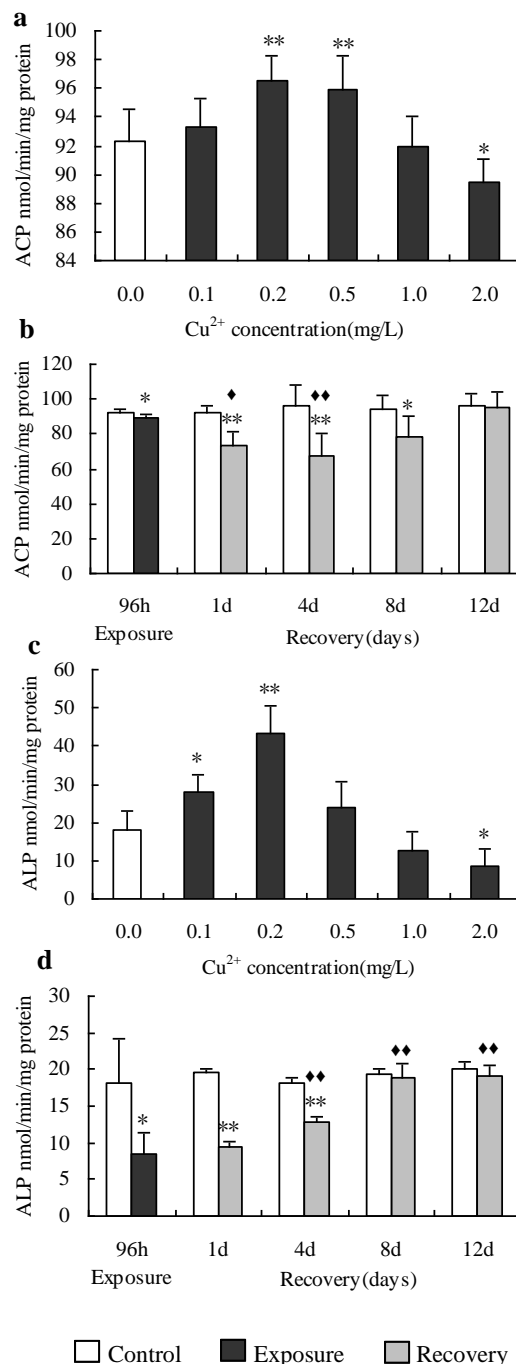 a
ACP nmol/min/mg protein
98
96
94
92
90
88
86
84
** ** *
0.0 0.1 0.2 0.5 1.0 2.0
Cu²⁺ concentration(mg/L)
b
ACP nmol/min/mg protein
120
100
80
60
40
20
0
* ♦ ** ♦♦ ** *
96h 1d 4d 8d 12d
Exposure Recovery(days)
c
ALP nmol/min/mg protein
60
50
40
30
20
10
0
* ** *
0.0 0.1 0.2 0.5 1.0 2.0
Cu²⁺ concentration(mg/L)
d
ALP nmol/min/mg protein
30
25
20
15
10
5
0
* ** ♦♦ ** ♦♦ ♦♦
96h 1d 4d 8d 12d
Exposure Recovery(days)
Control Exposure Recovery